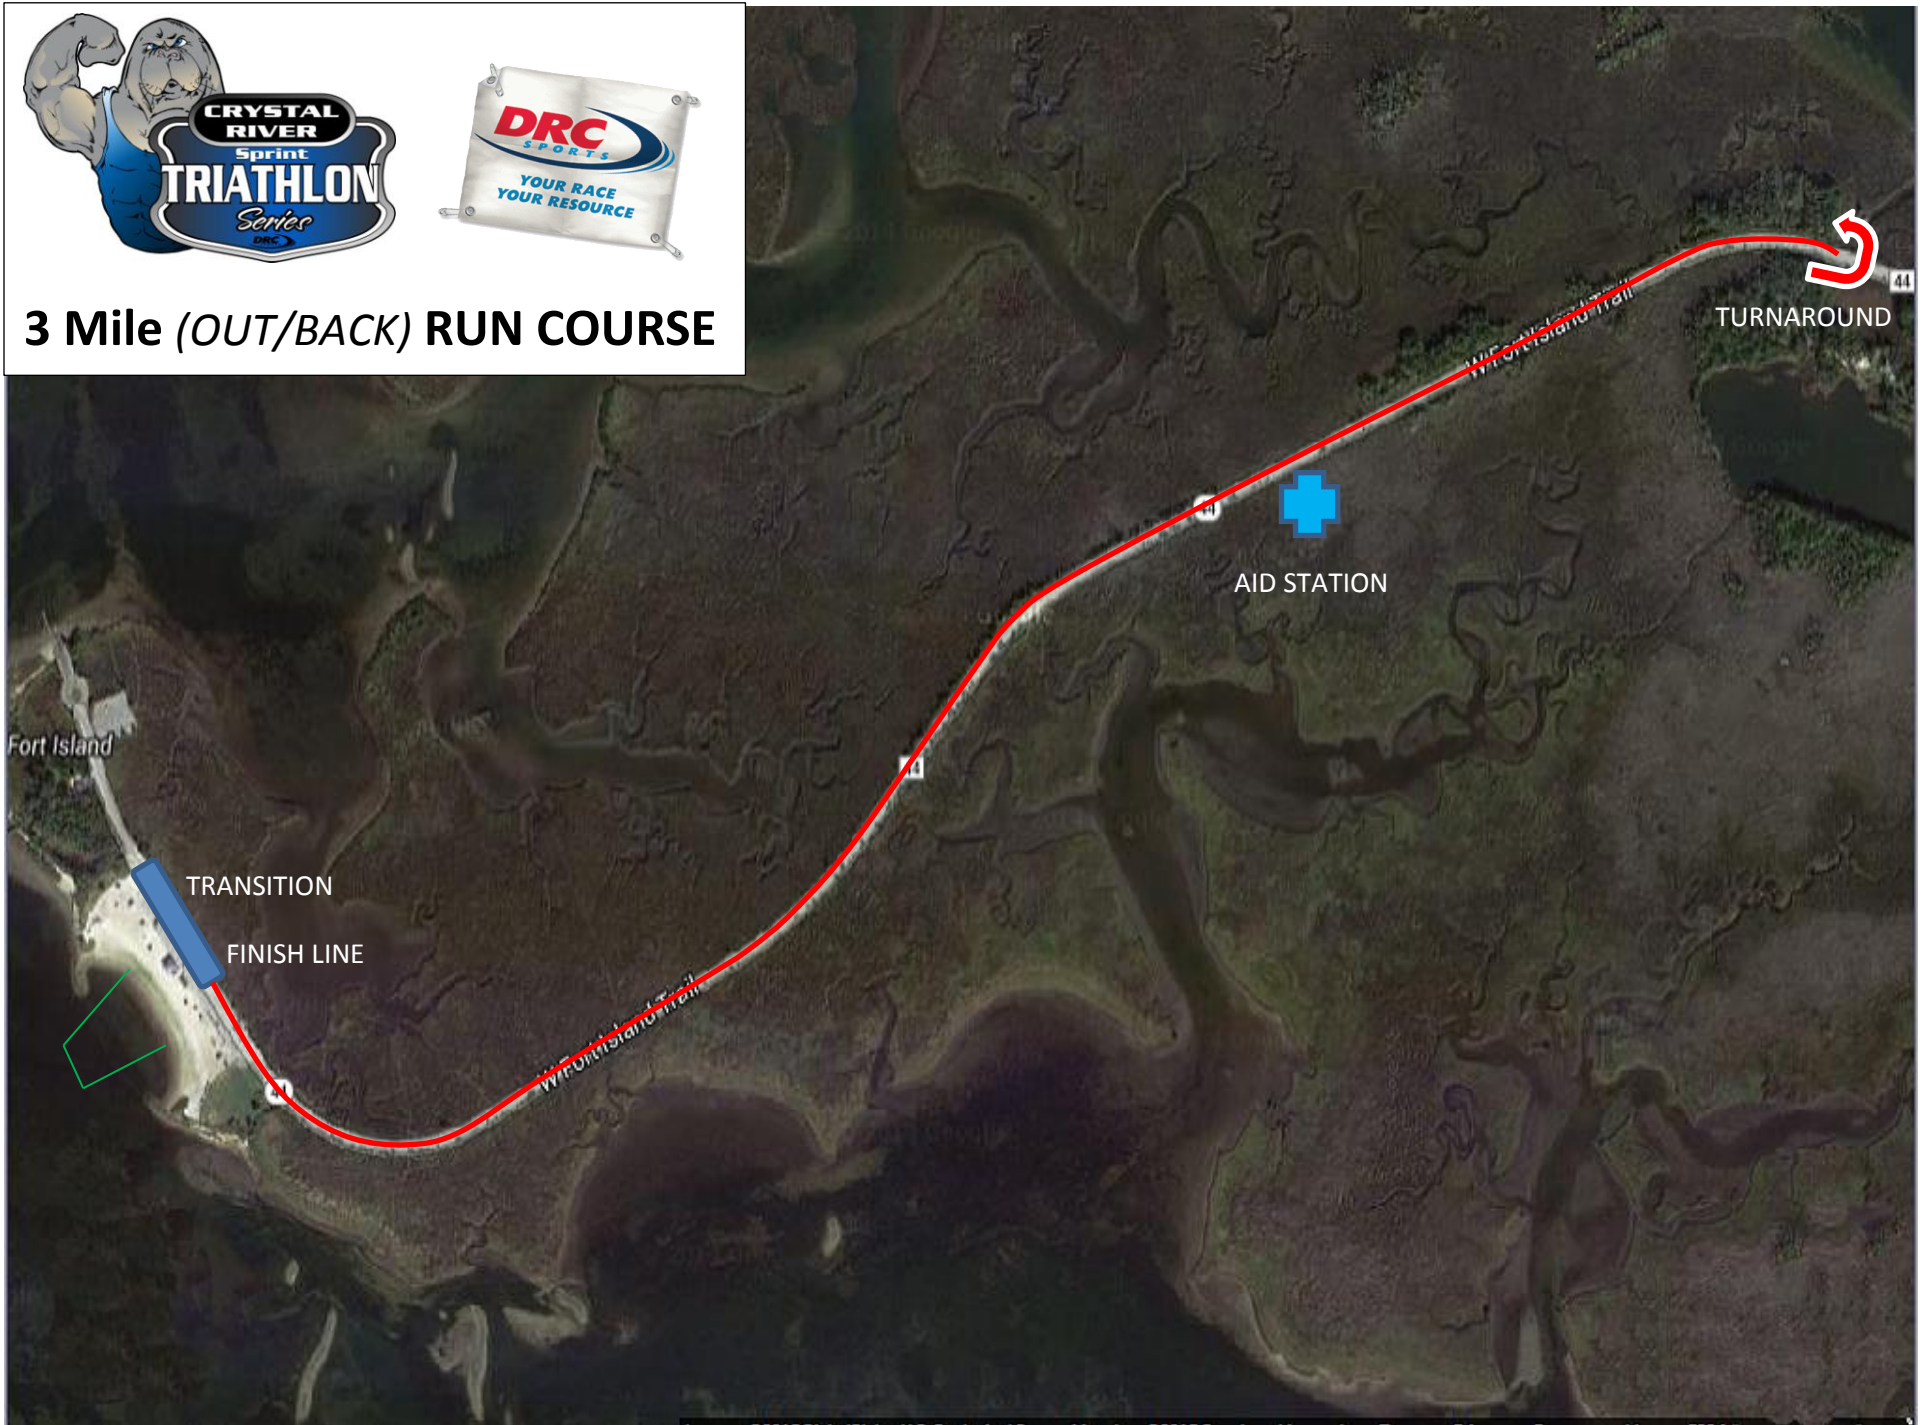 CRYSTAL
RIVER
Sprint
TRIATHLON
Series
DRC
DRC
SPORTS
YOUR RACE
YOUR RESOURCE
3 Mile (OUT/BACK) RUN COURSE
44
TURNAROUND
W Fort Island Trail
44
AID STATION
44
Fort Island
TRANSITION
FINISH LINE
W Fort Island Trail
44